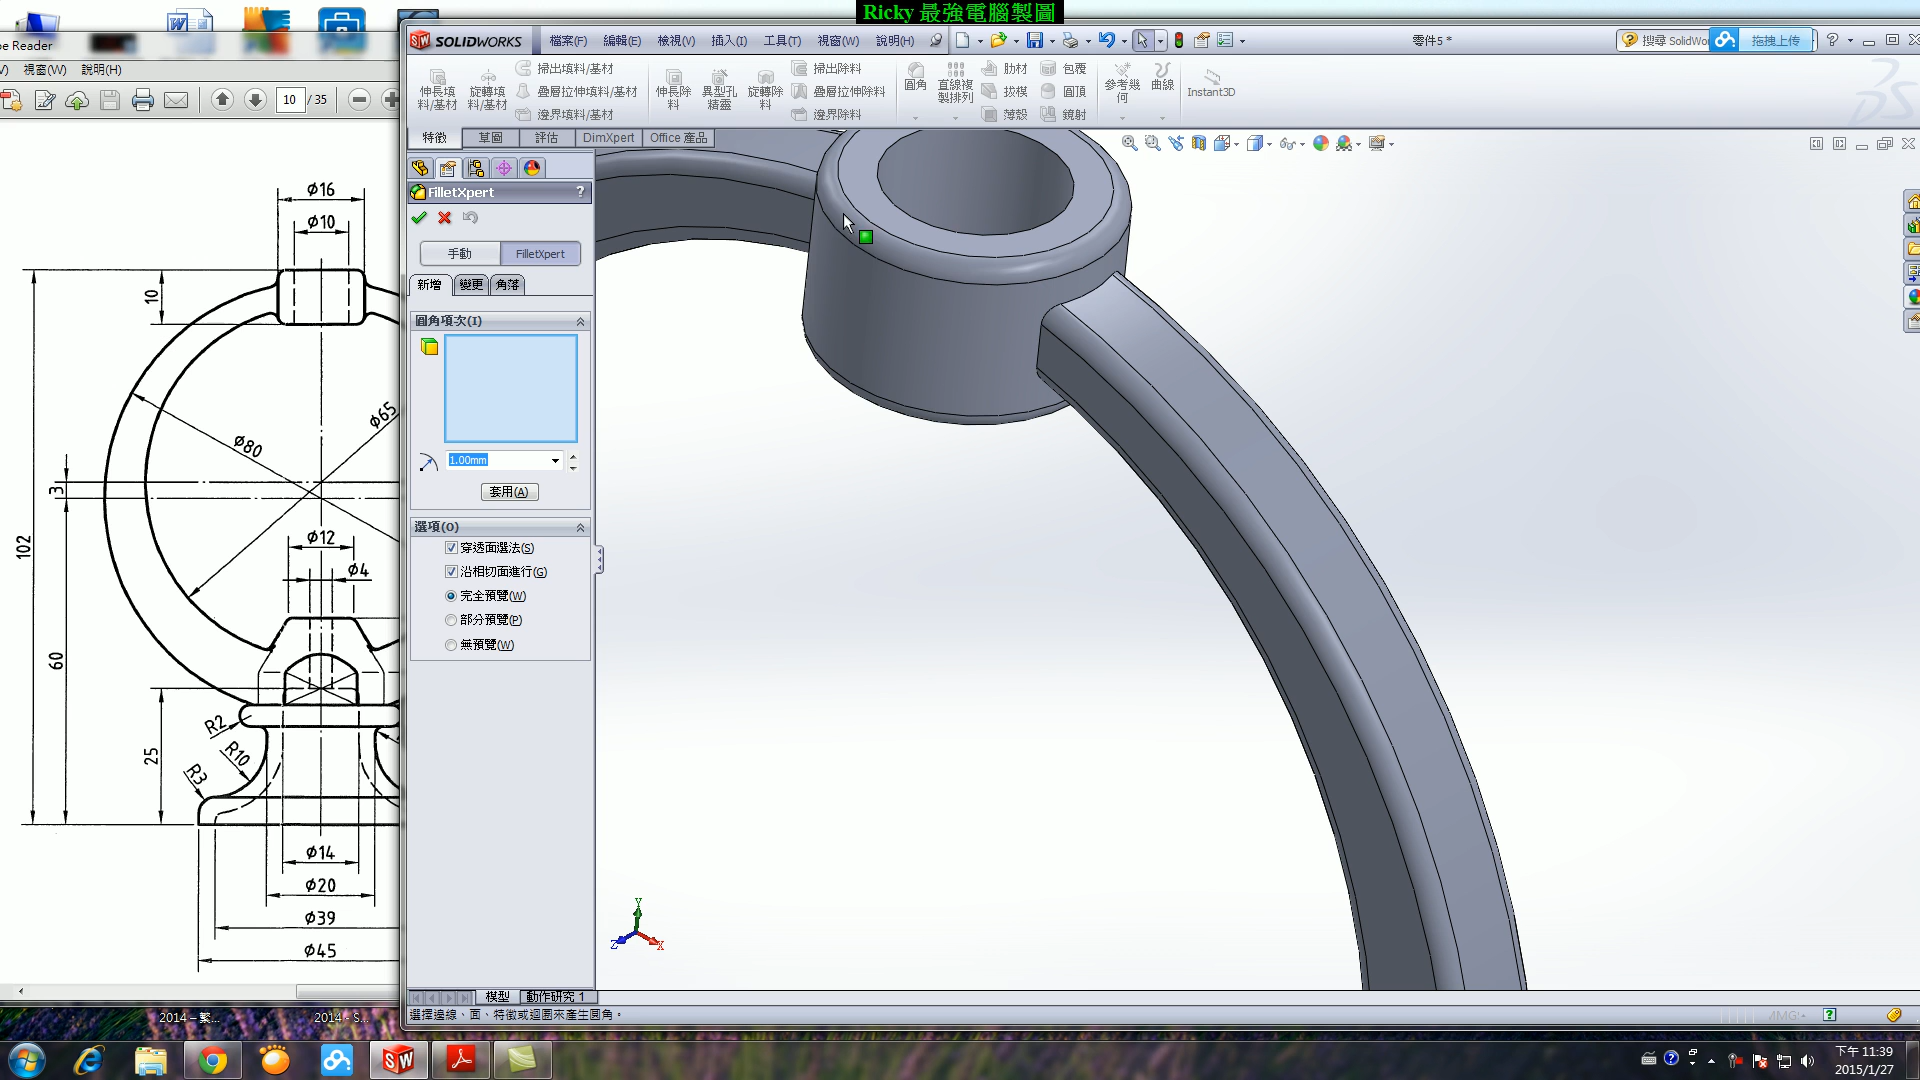 Ricky 最強電腦製圖
be Reader
V) 視窗(W) 說明(H)
10 / 35
SOLIDWORKS
檔案(F) 編輯(E) 檢視(V) 插入(I) 工具(T) 視窗(W) 說明(H)
零件5 *
搜尋 SolidWor
拖拽上传
伸長填料/基材
旋轉填料/基材
掃出填料/基材
疊層拉伸填料/基材
邊界填料/基材
伸長除料
異型孔精靈
旋轉除料
掃出除料
疊層拉伸除料
邊界除料
圓角
直線複製排列
肋材
拔模
薄殼
包覆
圓頂
鏡射
參考幾何
曲線
Instant3D
特徵 草圖 評估 DimXpert Office 產品
FilletXpert ?
手動 FilletXpert
新增 變更 角落
圓角項次(I)
1.00mm
套用(A)
選項(O)
穿透面選法(S)
沿相切面進行(G)
完全預覽(W)
部分預覽(P)
無預覽(W)
ϕ16
ϕ10
10
ϕ65
ϕ80
3
102
ϕ12
ϕ4
60
R2
R10
R3
25
ϕ14
ϕ20
ϕ39
ϕ45
Y
Z
X
模型 動作研究 1
選擇邊線、面、特徵或迴圈來產生圓角。
2014 – 繁...
2014 - S...
下午 11:39
2015/1/27